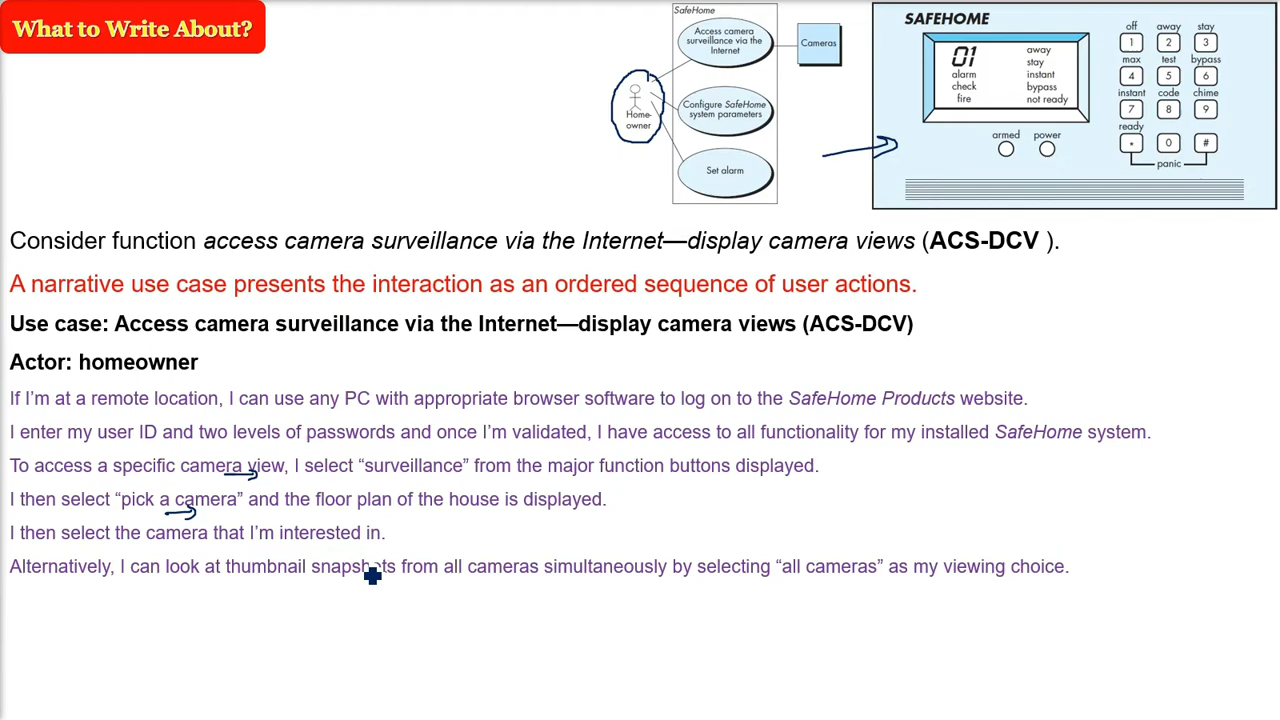 What to Write About?
SafeHome
Access camera
surveillance via the
Internet
Cameras
Home-
owner
Configure SafeHome
system parameters
Set alarm
SAFEHOME
01
alarm
check
fire
away
stay
instant
bypass
not ready
armed power
off away stay
1 2 3
max test bypass
4 5 6
instant code chime
7 8 9
ready
* 0 #
panic
Consider function access camera surveillance via the Internet—display camera views (ACS-DCV ).
A narrative use case presents the interaction as an ordered sequence of user actions.
Use case: Access camera surveillance via the Internet—display camera views (ACS-DCV)
Actor: homeowner
If I’m at a remote location, I can use any PC with appropriate browser software to log on to the SafeHome Products website.
I enter my user ID and two levels of passwords and once I’m validated, I have access to all functionality for my installed SafeHome system.
To access a specific camera view, I select “surveillance” from the major function buttons displayed.
I then select “pick a camera” and the floor plan of the house is displayed.
I then select the camera that I’m interested in.
Alternatively, I can look at thumbnail snapshots from all cameras simultaneously by selecting “all cameras” as my viewing choice.